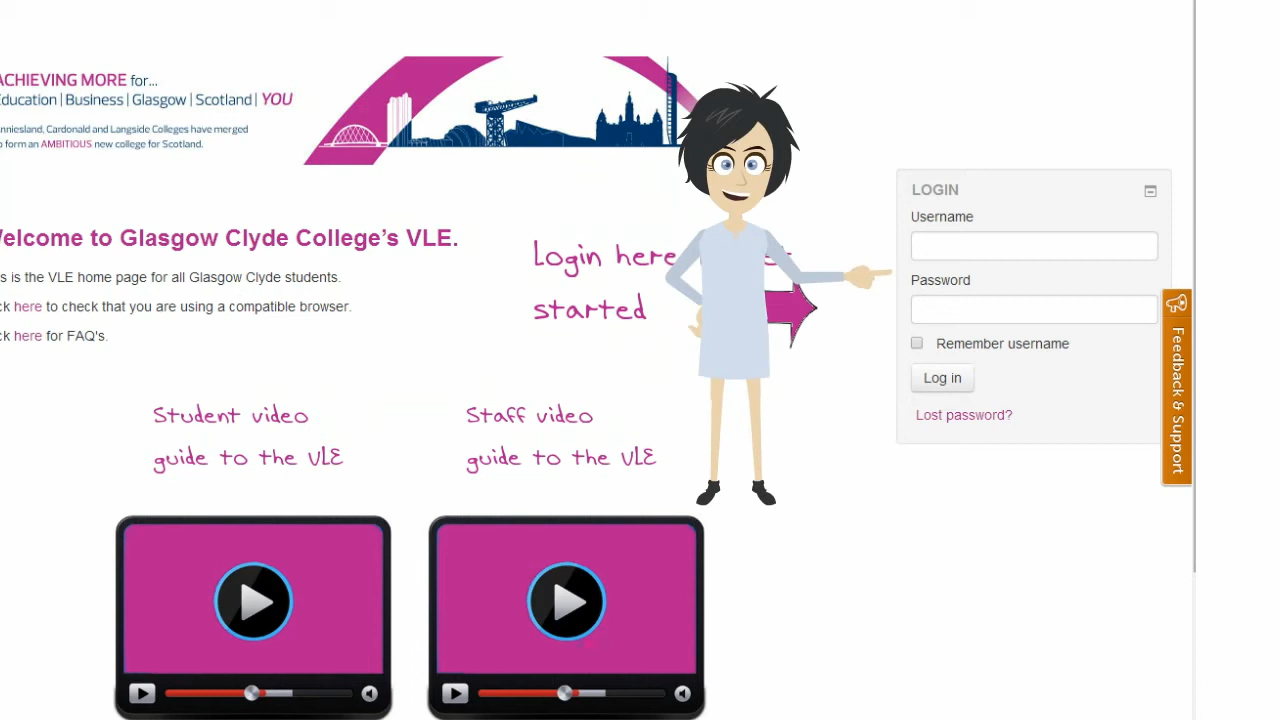 ACHIEVING MORE for...
ducation | Business | Glasgow | Scotland | YOU
nniesland, Cardonald and Langside Colleges have merged
o form an AMBITIOUS new college for Scotland.
elcome to Glasgow Clyde College's VLE.
s is the VLE home page for all Glasgow Clyde students.
ck here to check that you are using a compatible browser.
ck here for FAQ's.
Login here
started
Student video
guide to the VLE
Staff video
guide to the VLE
LOGIN
Username
Password
Remember username
Log in
Lost password?
Feedback & Support